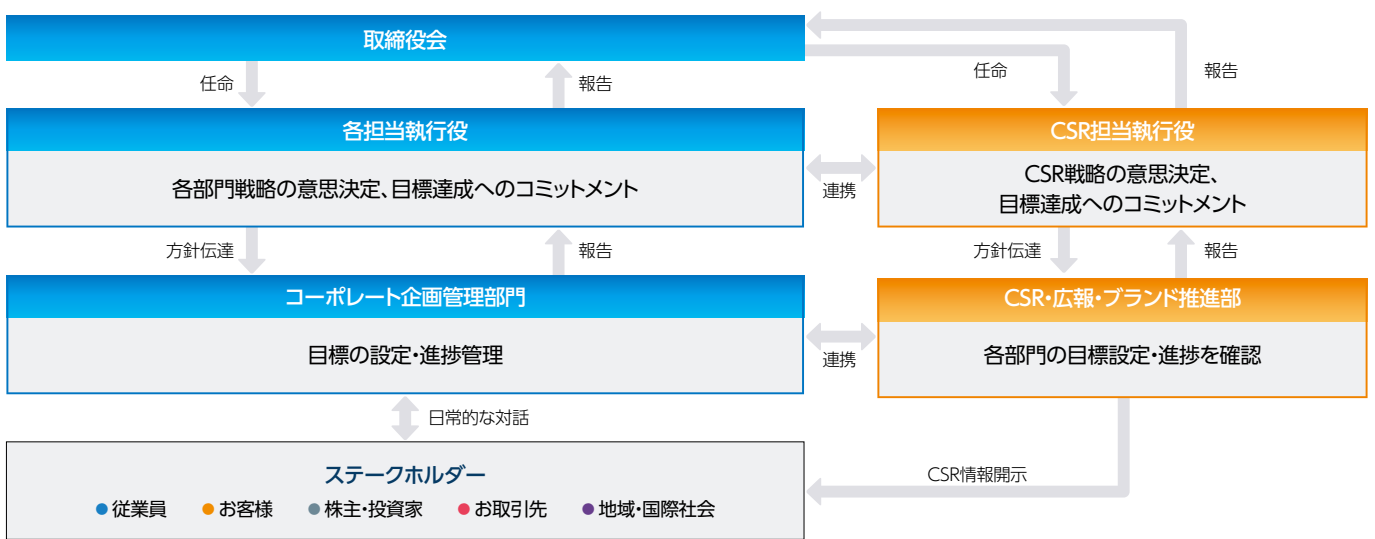 取締役会
任命
報告
任命
報告
各担当執行役
各部門戦略の意思決定、目標達成へのコミットメント
連携
CSR担当執行役
CSR戦略の意思決定、
目標達成へのコミットメント
方針伝達
報告
方針伝達
報告
コーポレート企画管理部門
目標の設定・進捗管理
連携
CSR・広報・ブランド推進部
各部門の目標設定・進捗を確認
日常的な対話
CSR情報開示
ステークホルダー
●従業員 ●お客様 ●株主・投資家 ●お取引先 ●地域・国際社会